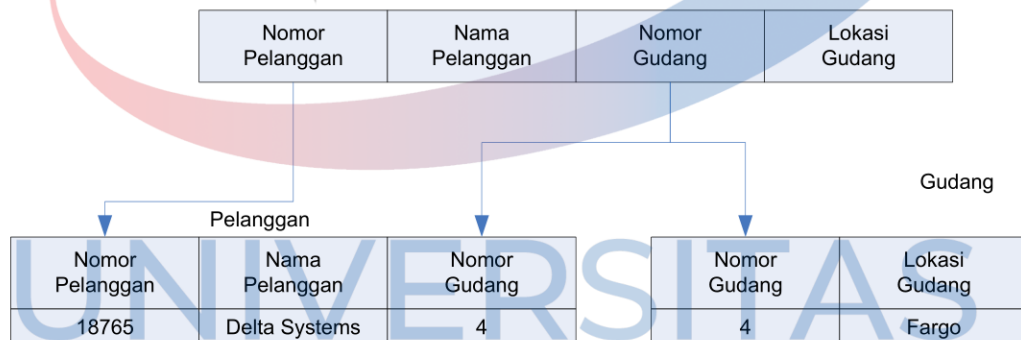 Nomor Pelanggan
Nama Pelanggan
Nomor Gudang
Lokasi Gudang
Gudang
Pelanggan
Nomor Pelanggan
Nama Pelanggan
Nomor Gudang
Nomor Gudang
Lokasi Gudang
18765
Delta Systems
4
4
Fargo
UNIVERSITAS